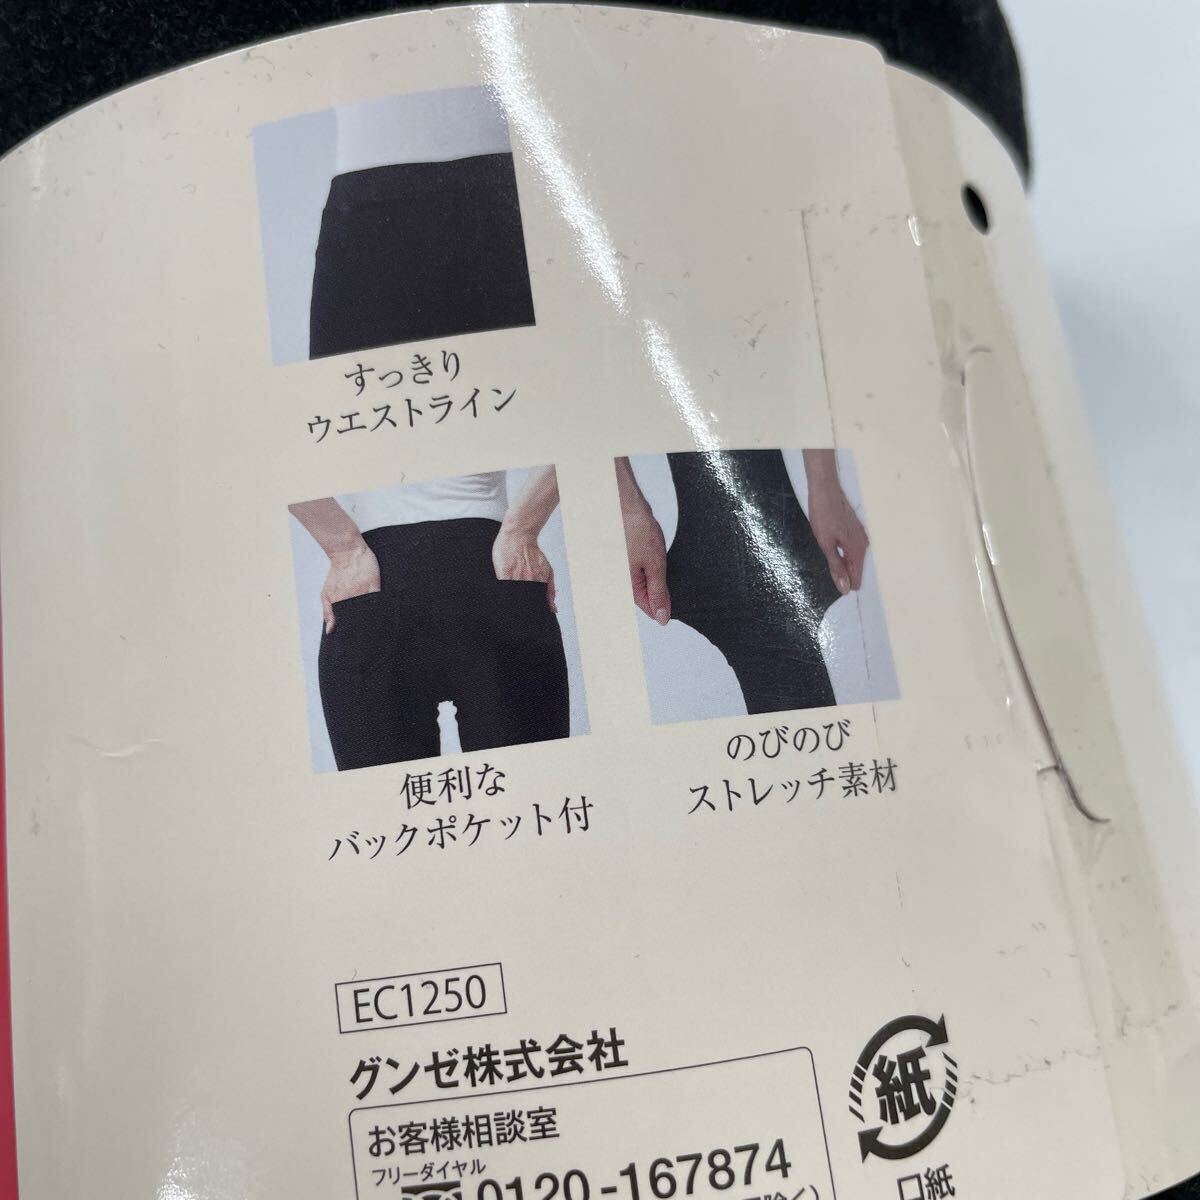 すっきり
ウエストライン
便利な
バックポケット付
のびのび
ストレッチ素材
EC1250
グンゼ株式会社
お客様相談室
フリーダイヤル
0120-167874
紙
口紙